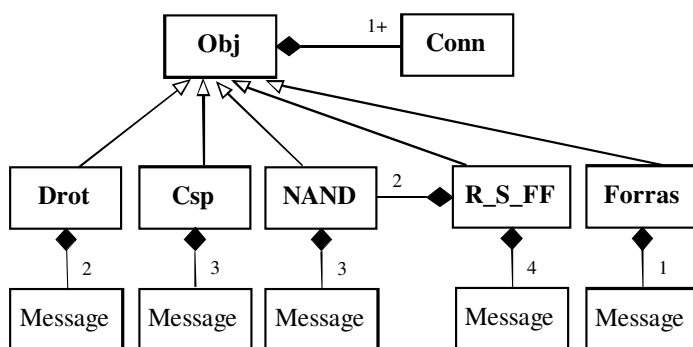 Obj
1+
Conn
Drot
Csp
NAND
2
R_S_FF
Forras
2
3
3
4
1
Message
Message
Message
Message
Message